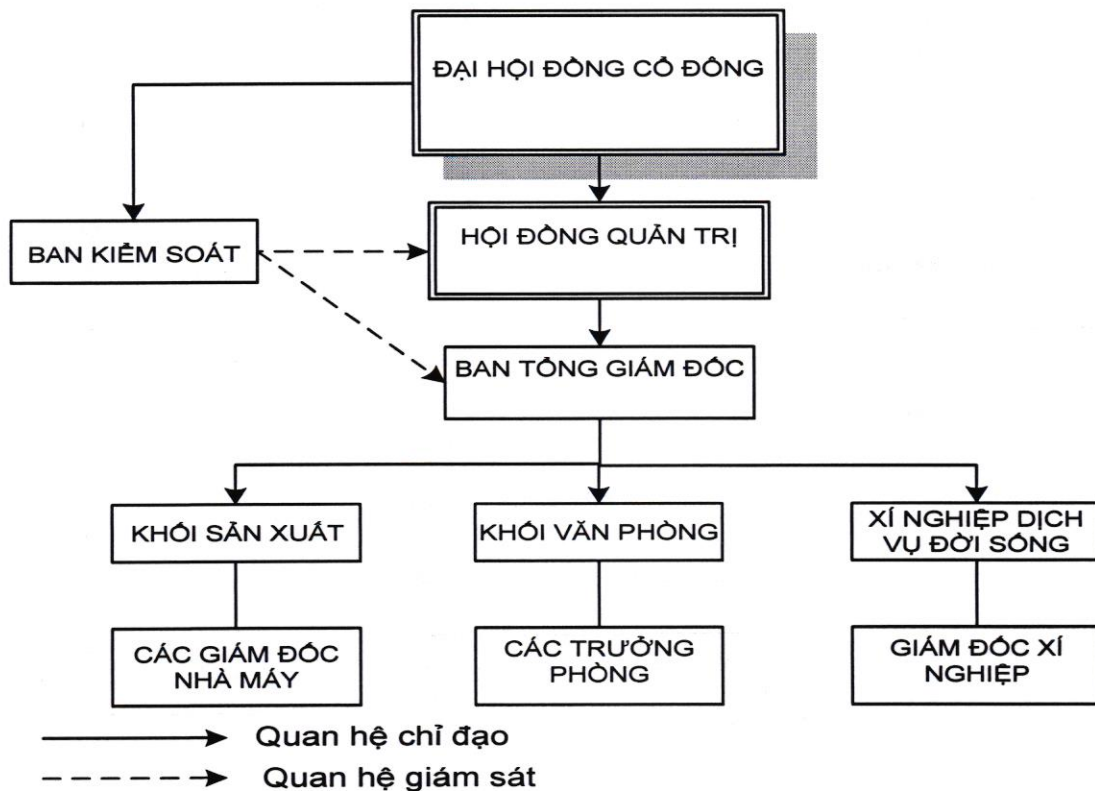 ĐẠI HỘI ĐỒNG CỔ ĐÔNG
BAN KIỂM SOÁT
HỘI ĐỒNG QUẢN TRỊ
BAN TỔNG GIÁM ĐỐC
KHỐI SẢN XUẤT
KHỐI VĂN PHÒNG
XÍ NGHIỆP DỊCH
VỤ ĐỜI SỐNG
CÁC GIÁM ĐỐC
NHÀ MÁY
CÁC TRƯỞNG
PHÒNG
GIÁM ĐỐC XÍ
NGHIỆP
Quan hệ chỉ đạo
Quan hệ giám sát